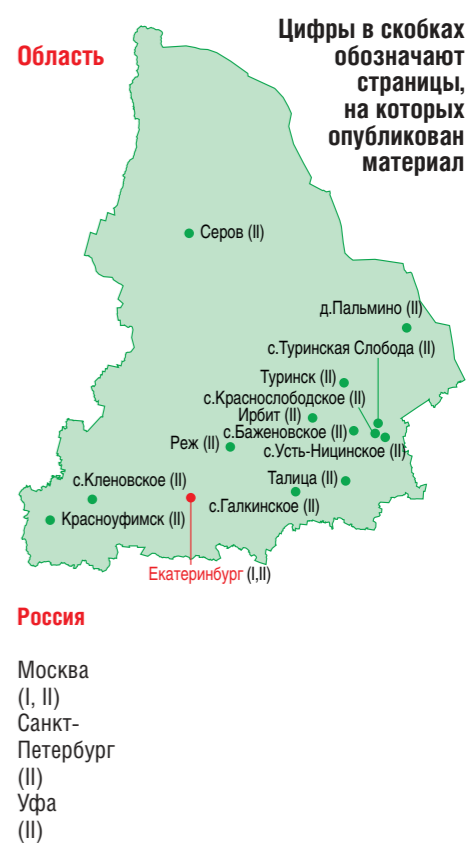 Область
Цифры в скобках
обозначают
страницы,
на которых
опубликован
материал
Серов (II)
д.Пальмино (II)
с.Туринская Слобода (II)
Туринск (II)
с.Краснослободское (II)
Ирбит (II)
с.Баженовское (II)
Реж (II)
с.Усть-Ницинское (II)
с.Кленовское (II)
Талица (II)
с.Галкинское (II)
Красноуфимск (II)
Екатеринбург (I,II)
Россия
Москва
(I, II)
Санкт-
Петербург
(II)
Уфа
(II)